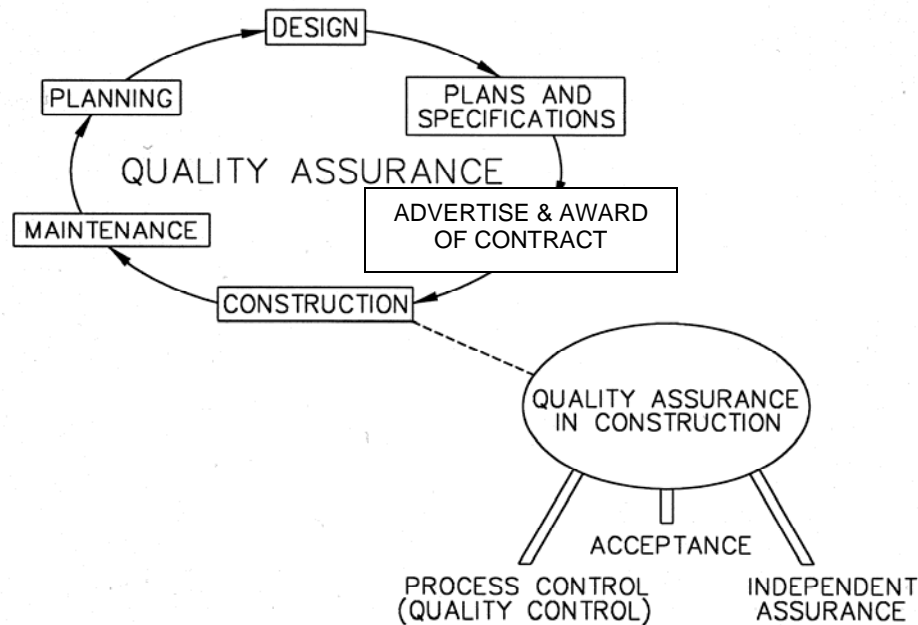 DESIGN
PLANNING
PLANS AND
SPECIFICATIONS
QUALITY ASSURANCE
ADVERTISE & AWARD
OF CONTRACT
MAINTENANCE
CONSTRUCTION
QUALITY ASSURANCE
IN CONSTRUCTION
ACCEPTANCE
PROCESS CONTROL
(QUALITY CONTROL)
INDEPENDENT
ASSURANCE